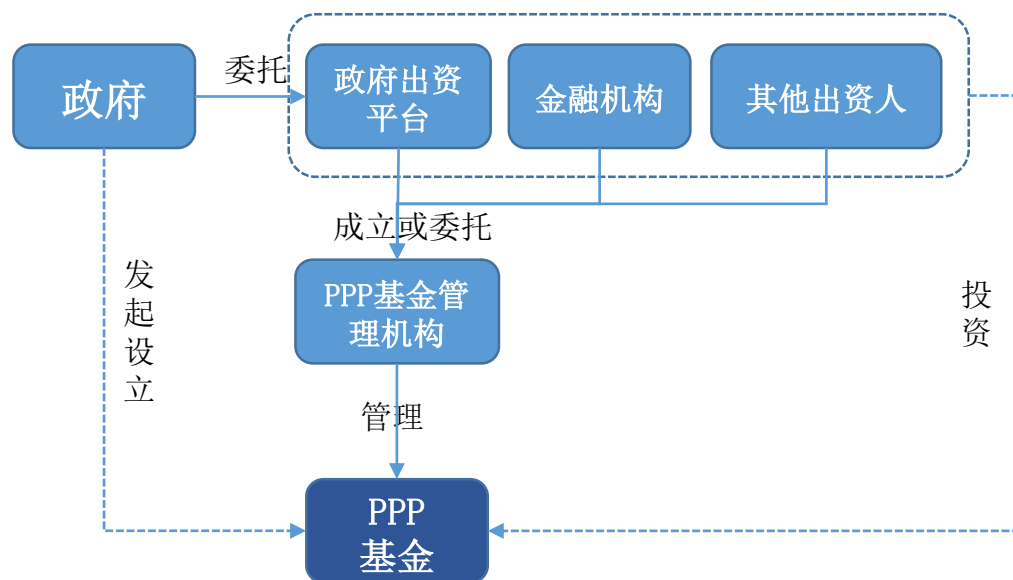 委托
政府
政府出资
平台
金融机构
其他出资人
成立或委托
发
起
设
立
PPP基金管
理机构
投
资
管理
PPP
基金